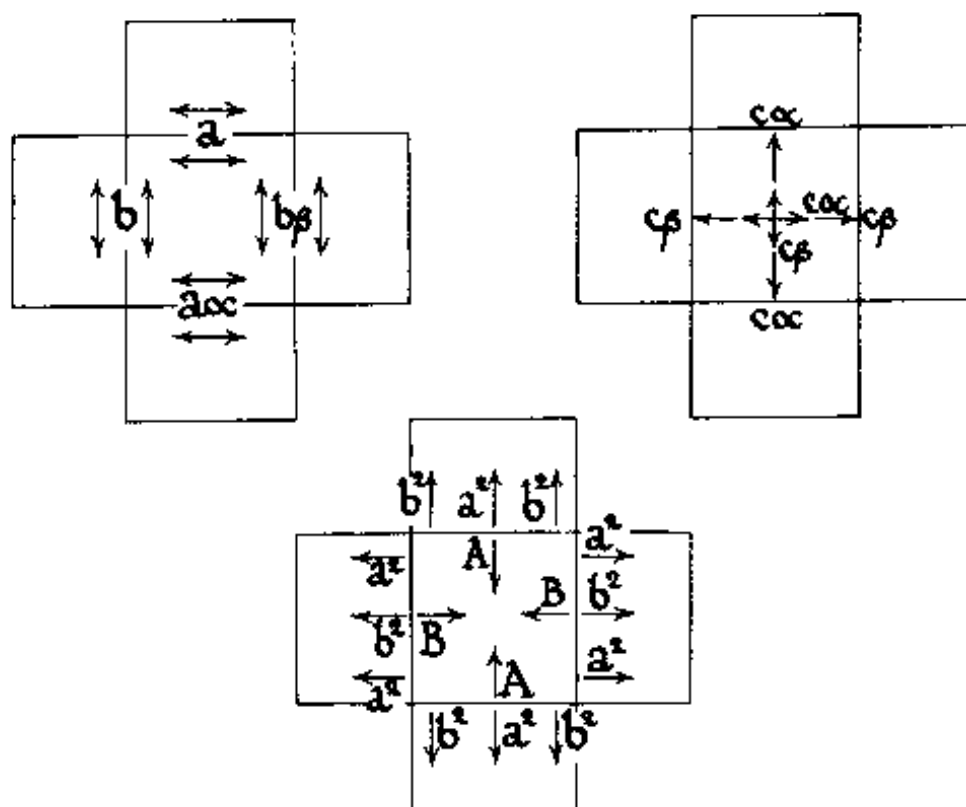 a
b bβ
aα
cα
cβ cα cβ
cβ
cα
b² a² b²
a² A a²
b² B B b²
a² A a²
b² a² b²